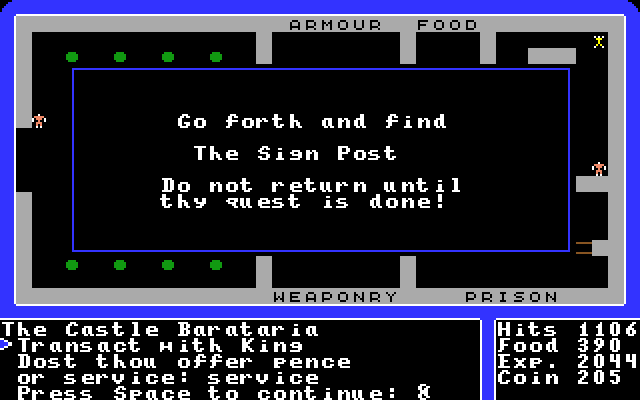 ARMOUR FOOD
Go forth and find
The Sign Post
Do not return until
thy quest is done!
WEAPONRY PRISON
The Castle Barataria
Transact with King
Dost thou offer pence
or service: service
Press Space to continue:
Hits 1106
Food 390
Exp. 2044
Coin 205